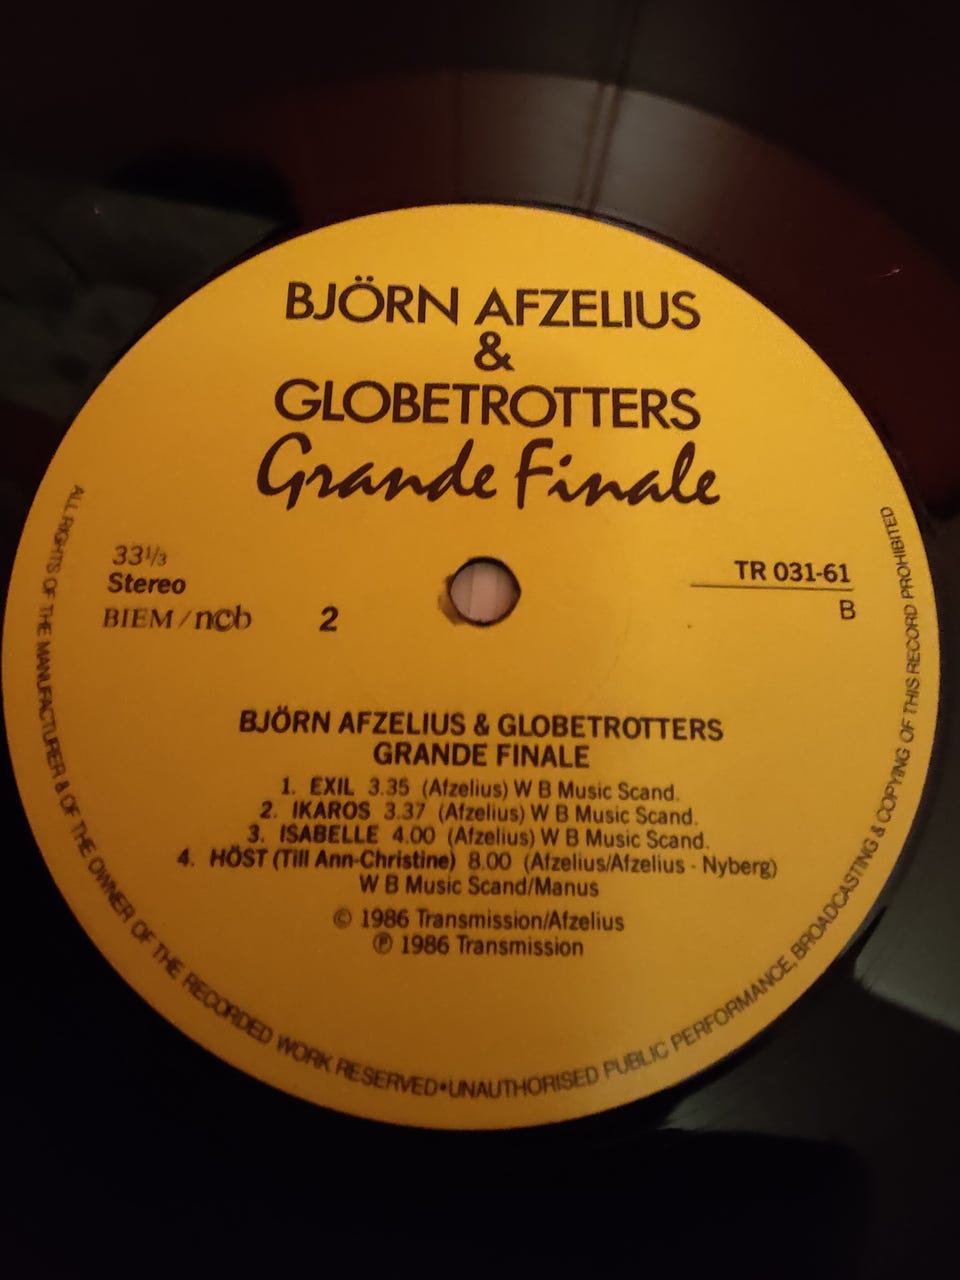 BJÖRN AFZELIUS
&
GLOBETROTTERS
Grande Finale
33 1/3
Stereo
BIEM/ncb
2
TR 031-61
B
BJÖRN AFZELIUS & GLOBETROTTERS
GRANDE FINALE
1. EXIL 3.35 (Afzelius) W B Music Scand.
2. IKAROS 3.37 (Afzelius) W B Music Scand.
3. ISABELLE 4.00 (Afzelius) W B Music Scand.
4. HÖST (Till Ann-Christine) 8.00 (Afzelius/Afzelius - Nyberg)
W B Music Scand/Manus
© 1986 Transmission/Afzelius
℗ 1986 Transmission
ALL RIGHTS OF THE MANUFACTURER & OF THE OWNER OF THE RECORDED WORK RESERVED•UNAUTHORISED PUBLIC PERFORMANCE, BROADCASTING & COPYING OF THIS RECORD PROHIBITED